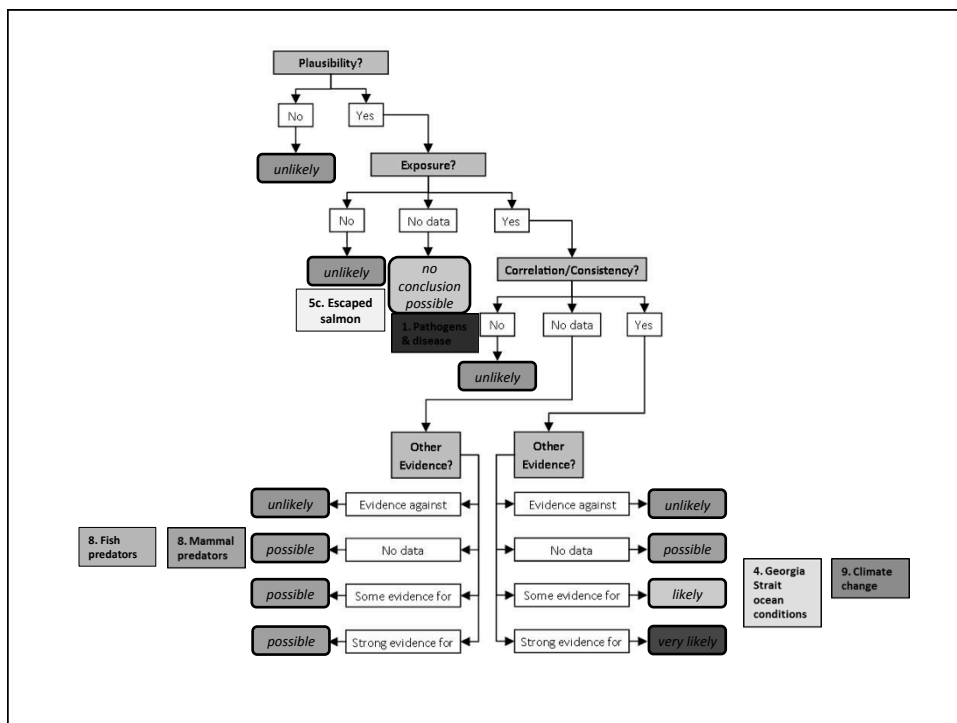 Plausibility?
No
Yes
unlikely
Exposure?
No
No data
Yes
unlikely
no
conclusion
possible
Correlation/Consistency?
5c. Escaped
salmon
1. Pathogens
& disease
No
No data
Yes
unlikely
Other
Evidence?
Other
Evidence?
unlikely
Evidence against
Evidence against
unlikely
8. Fish
predators
8. Mammal
predators
possible
No data
No data
possible
possible
Some evidence for
Some evidence for
likely
4. Georgia
Strait
ocean
conditions
9. Climate
change
possible
Strong evidence for
Strong evidence for
very likely